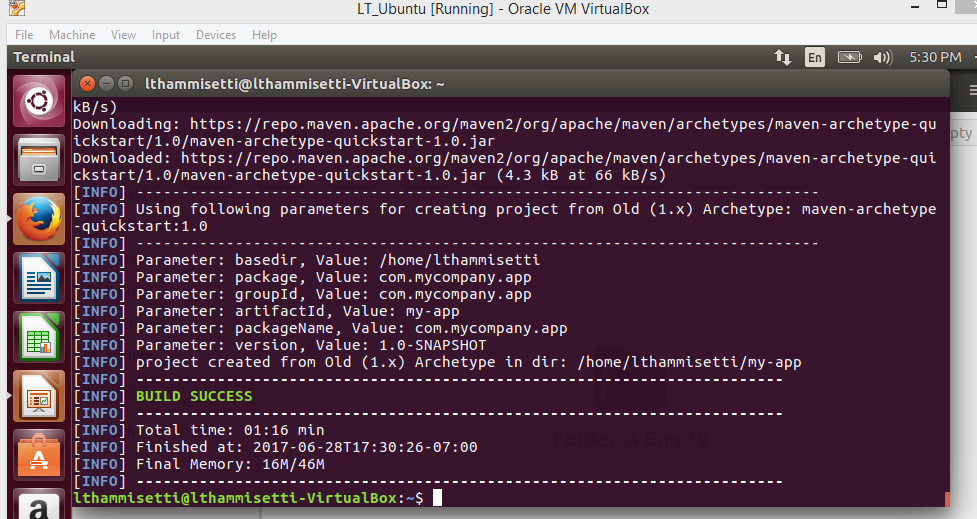 LT_Ubuntu [Running] - Oracle VM VirtualBox
File Machine View Input Devices Help
Terminal En 5:30 PM
lthammisetti@lthammisetti-VirtualBox: ~
kB/s)
Downloading: https://repo.maven.apache.org/maven2/org/apache/maven/archetypes/maven-archetype-qu
ickstart/1.0/maven-archetype-quickstart-1.0.jar
Downloaded: https://repo.maven.apache.org/maven2/org/apache/maven/archetypes/maven-archetype-qui
ckstart/1.0/maven-archetype-quickstart-1.0.jar (4.3 kB at 66 kB/s)
[INFO] ----------------------------------------------------------------------------
[INFO] Using following parameters for creating project from Old (1.x) Archetype: maven-archetype
-quickstart:1.0
[INFO] ----------------------------------------------------------------------------
[INFO] Parameter: basedir, Value: /home/lthammisetti
[INFO] Parameter: package, Value: com.mycompany.app
[INFO] Parameter: groupId, Value: com.mycompany.app
[INFO] Parameter: artifactId, Value: my-app
[INFO] Parameter: packageName, Value: com.mycompany.app
[INFO] Parameter: version, Value: 1.0-SNAPSHOT
[INFO] project created from Old (1.x) Archetype in dir: /home/lthammisetti/my-app
[INFO] ------------------------------------------------------------------------
[INFO] BUILD SUCCESS
[INFO] ------------------------------------------------------------------------
[INFO] Total time: 01:16 min
[INFO] Finished at: 2017-06-28T17:30:26-07:00
[INFO] Final Memory: 16M/46M
[INFO] ------------------------------------------------------------------------
lthammisetti@lthammisetti-VirtualBox:~$
Folder is Empty
mpty
a